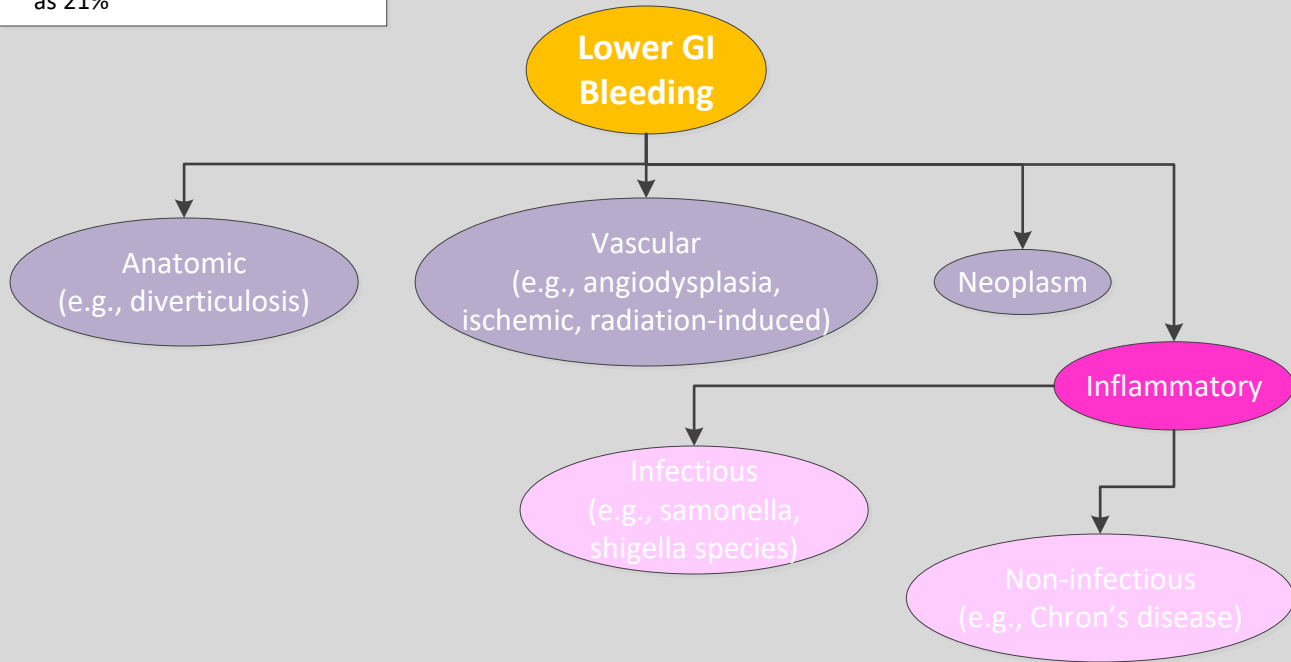 as 21%
Lower GI
Bleeding
Anatomic
(e.g., diverticulosis)
Vascular
(e.g., angiodysplasia,
ischemic, radiation-induced)
Neoplasm
Inflammatory
Infectious
(e.g., samonella,
shigella species)
Non-infectious
(e.g., Chron’s disease)